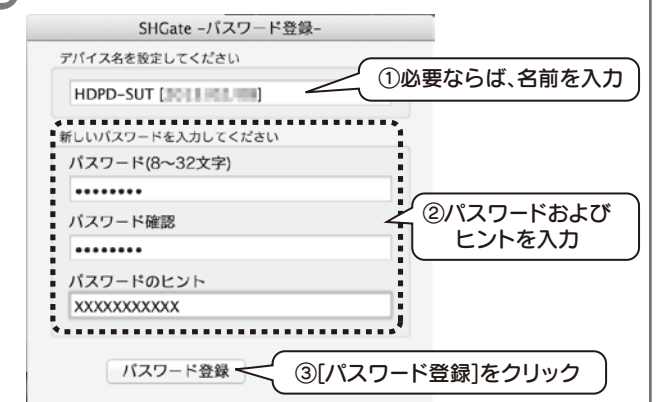 SHGate –パスワード登録–
デバイス名を設定してください
HDPD-SUT [ ]
①必要ならば、名前を入力
新しいパスワードを入力してください
パスワード(8〜32文字)
••••••••
パスワード確認
••••••••
②パスワードおよび
ヒントを入力
パスワードのヒント
XXXXXXXXXXX
パスワード登録
③[パスワード登録]をクリック